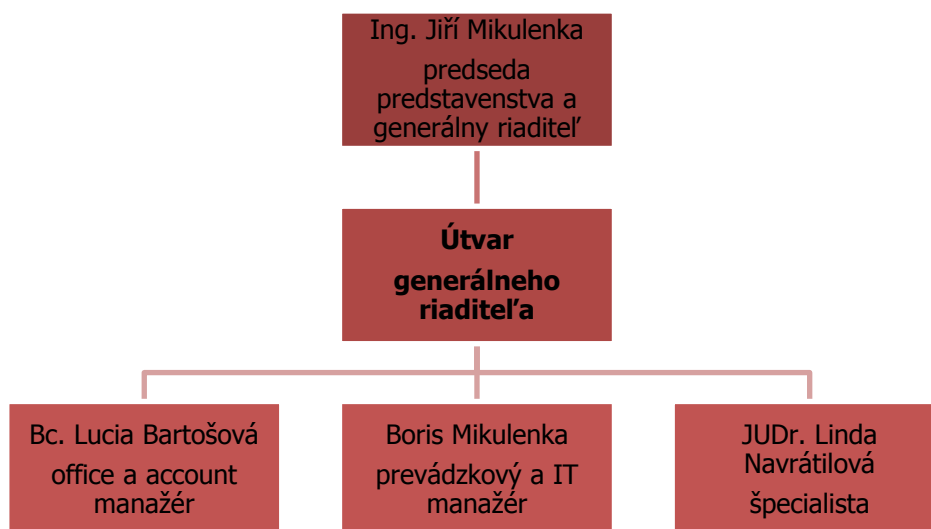 Ing. Jiří Mikulenka
predseda
predstavenstva a
generálny riaditeľ
Útvar
generálneho
riaditeľa
Bc. Lucia Bartošová
office a account
manažér
Boris Mikulenka
prevádzkový a IT
manažér
JUDr. Linda
Navrátilová
špecialista